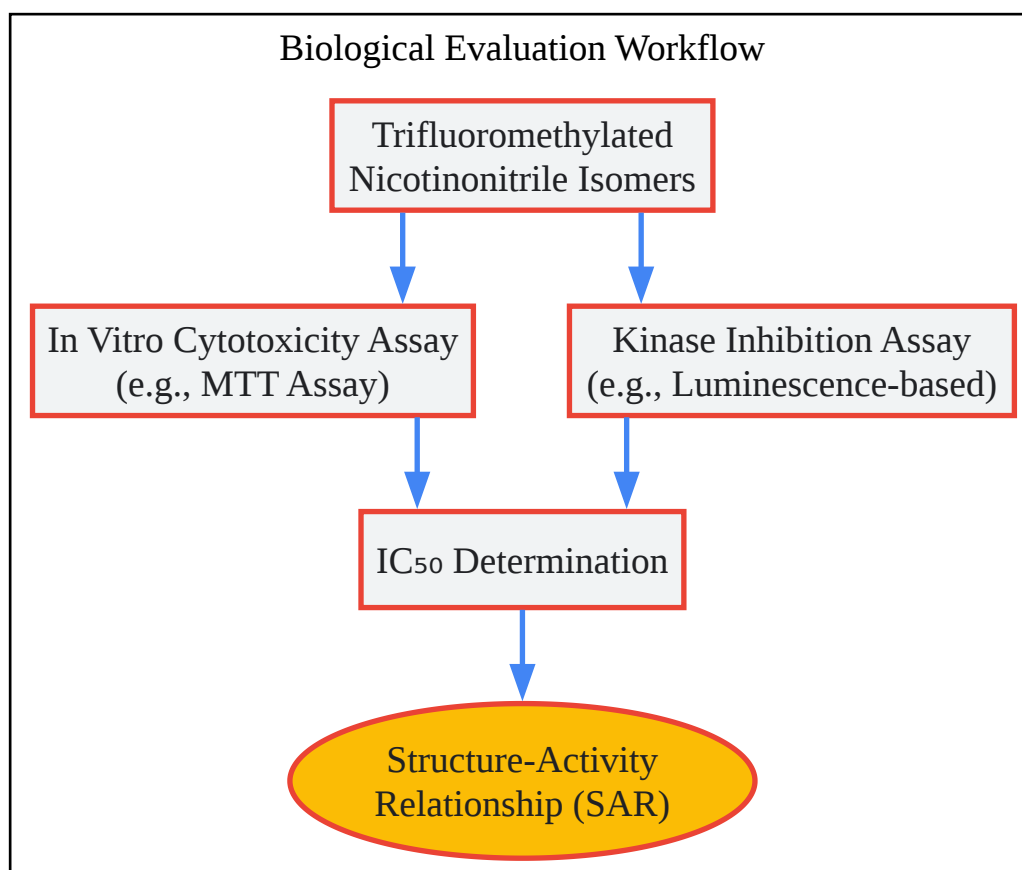 Biological Evaluation Workflow
Trifluoromethylated
Nicotinonitrile Isomers
In Vitro Cytotoxicity Assay
(e.g., MTT Assay)
Kinase Inhibition Assay
(e.g., Luminescence-based)
IC₅₀ Determination
Structure-Activity
Relationship (SAR)